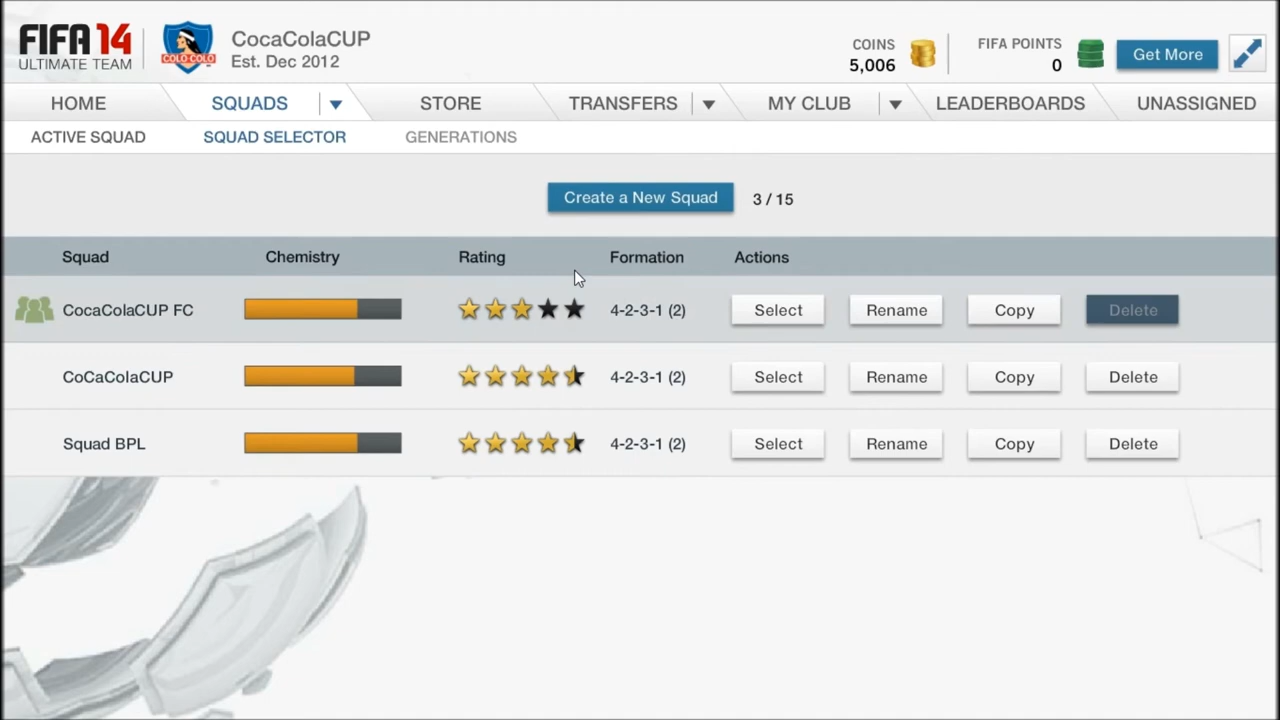 FIFA 14
ULTIMATE TEAM
COLO COLO
CocaColaCUP
Est. Dec 2012
COINS
5,006
FIFA POINTS
0
Get More
HOME SQUADS STORE TRANSFERS MY CLUB LEADERBOARDS UNASSIGNED
ACTIVE SQUAD SQUAD SELECTOR GENERATIONS
Create a New Squad 3 / 15
Squad Chemistry Rating Formation Actions
CocaColaCUP FC 4-2-3-1 (2) Select Rename Copy Delete
CoCaColaCUP 4-2-3-1 (2) Select Rename Copy Delete
Squad BPL 4-2-3-1 (2) Select Rename Copy Delete